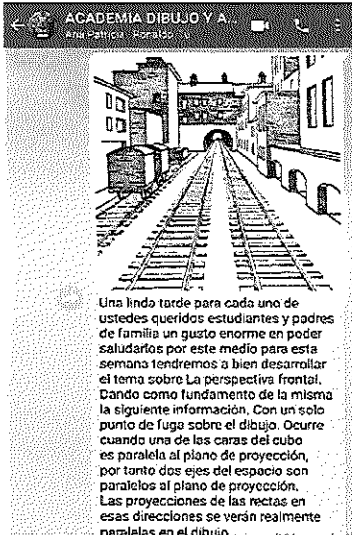 ACADEMIA DIBUJO Y A...
Ana Patricia, Ronaldo
Una linda tarde para cada uno de
ustedes queridos estudiantes y padres
de familia un gusto enorme en poder
saludarlos por este medio para esta
semana tendremos a bien desarrollar
el tema sobre La perspectiva frontal.
Dando como fundamento de la misma
la siguiente información. Con un solo
punto de fuga sobre el dibujo. Ocurre
cuando una de las caras del cubo
es paralela al plano de proyección,
por tanto dos ejes del espacio son
paralelos al plano de proyección.
Las proyecciones de las rectas en
esas direcciones se verán realmente
paralelas en el dibujo